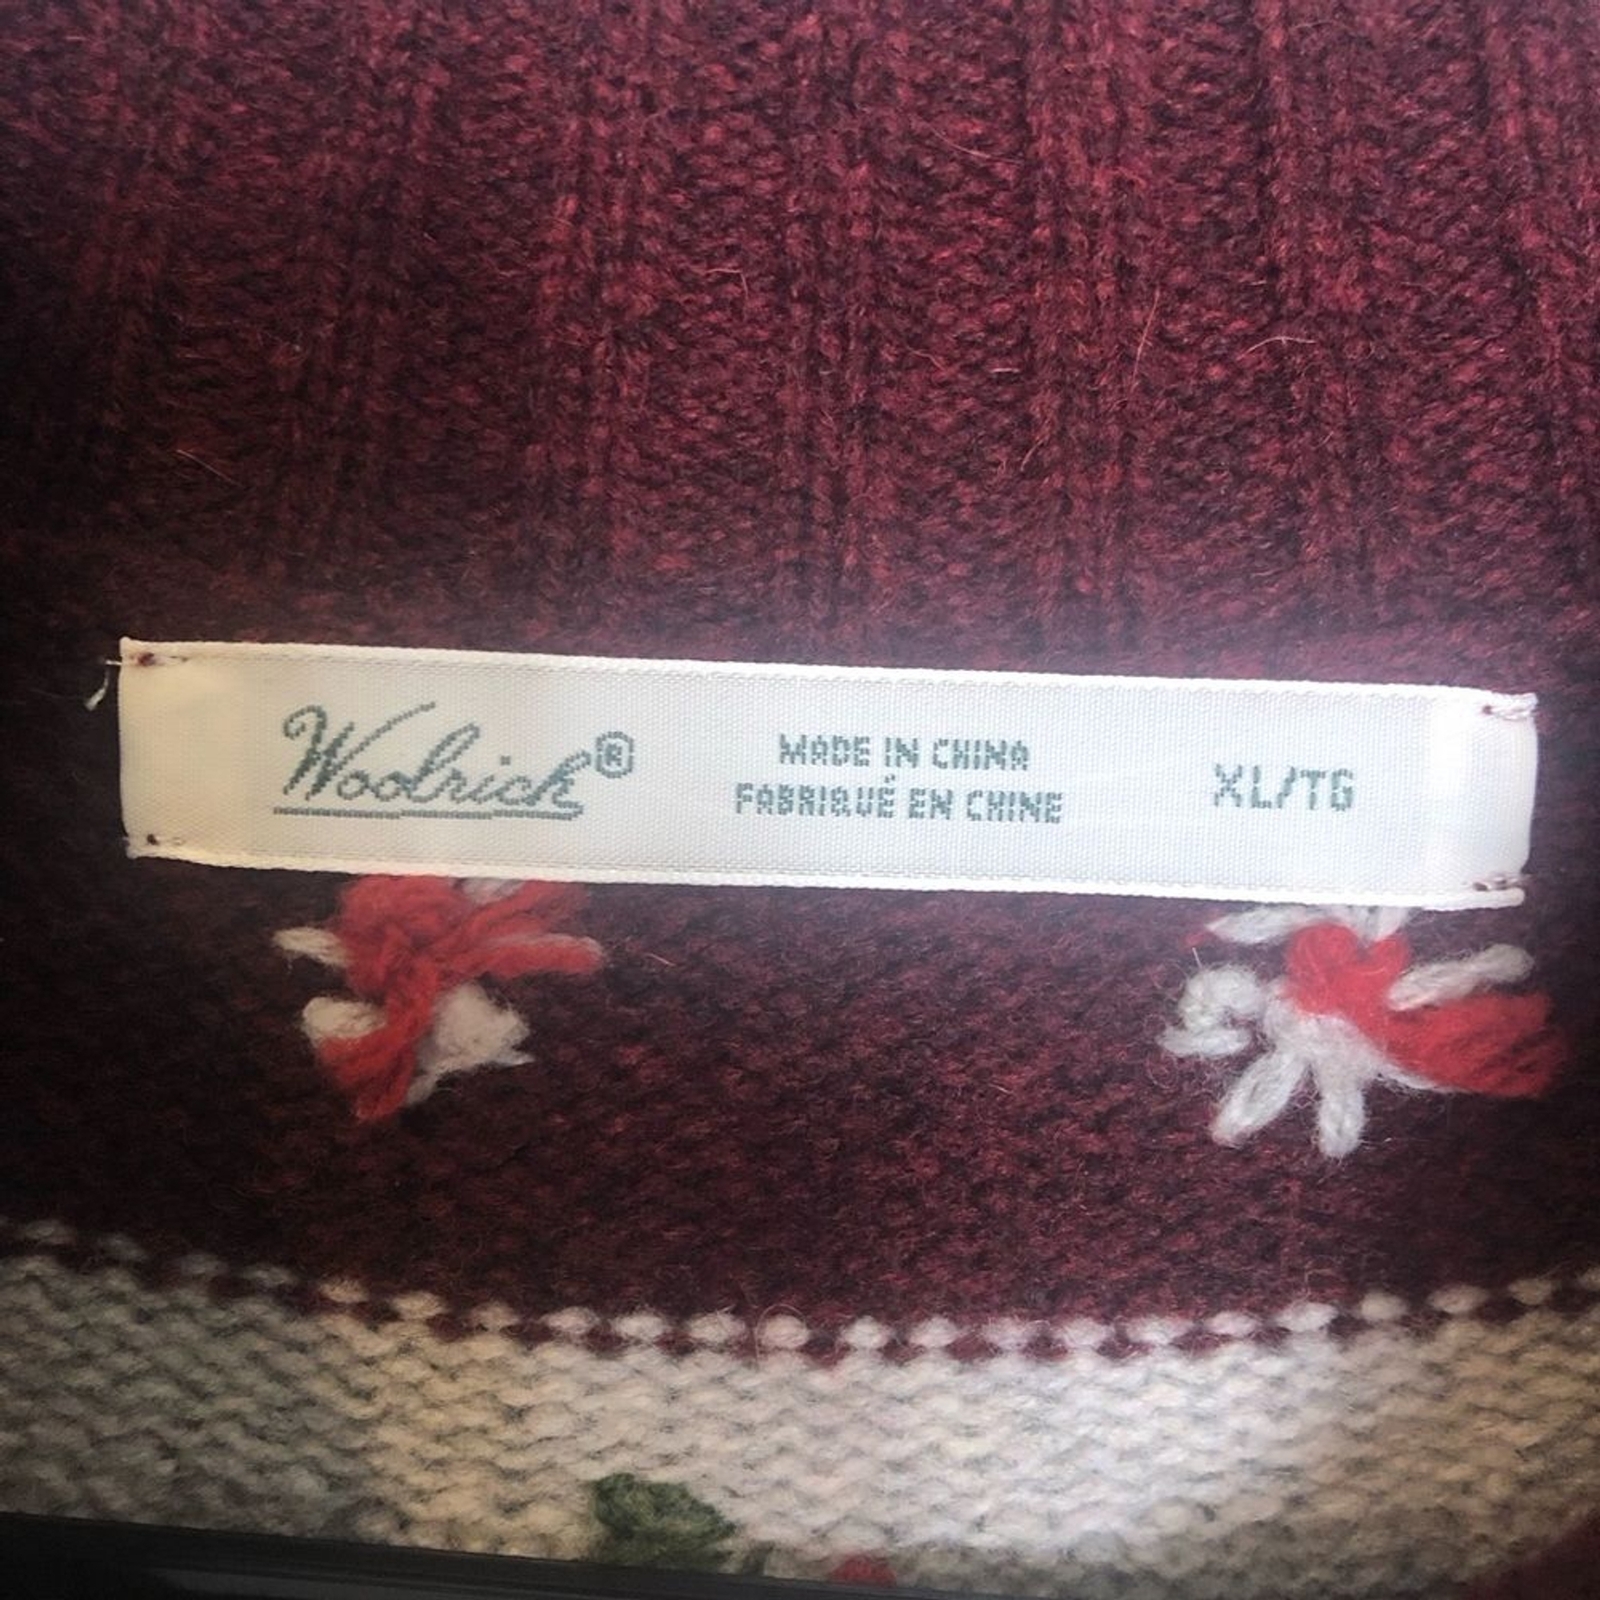 Woolrich®
MADE IN CHINA
FABRIQUÉ EN CHINE
XL/TG